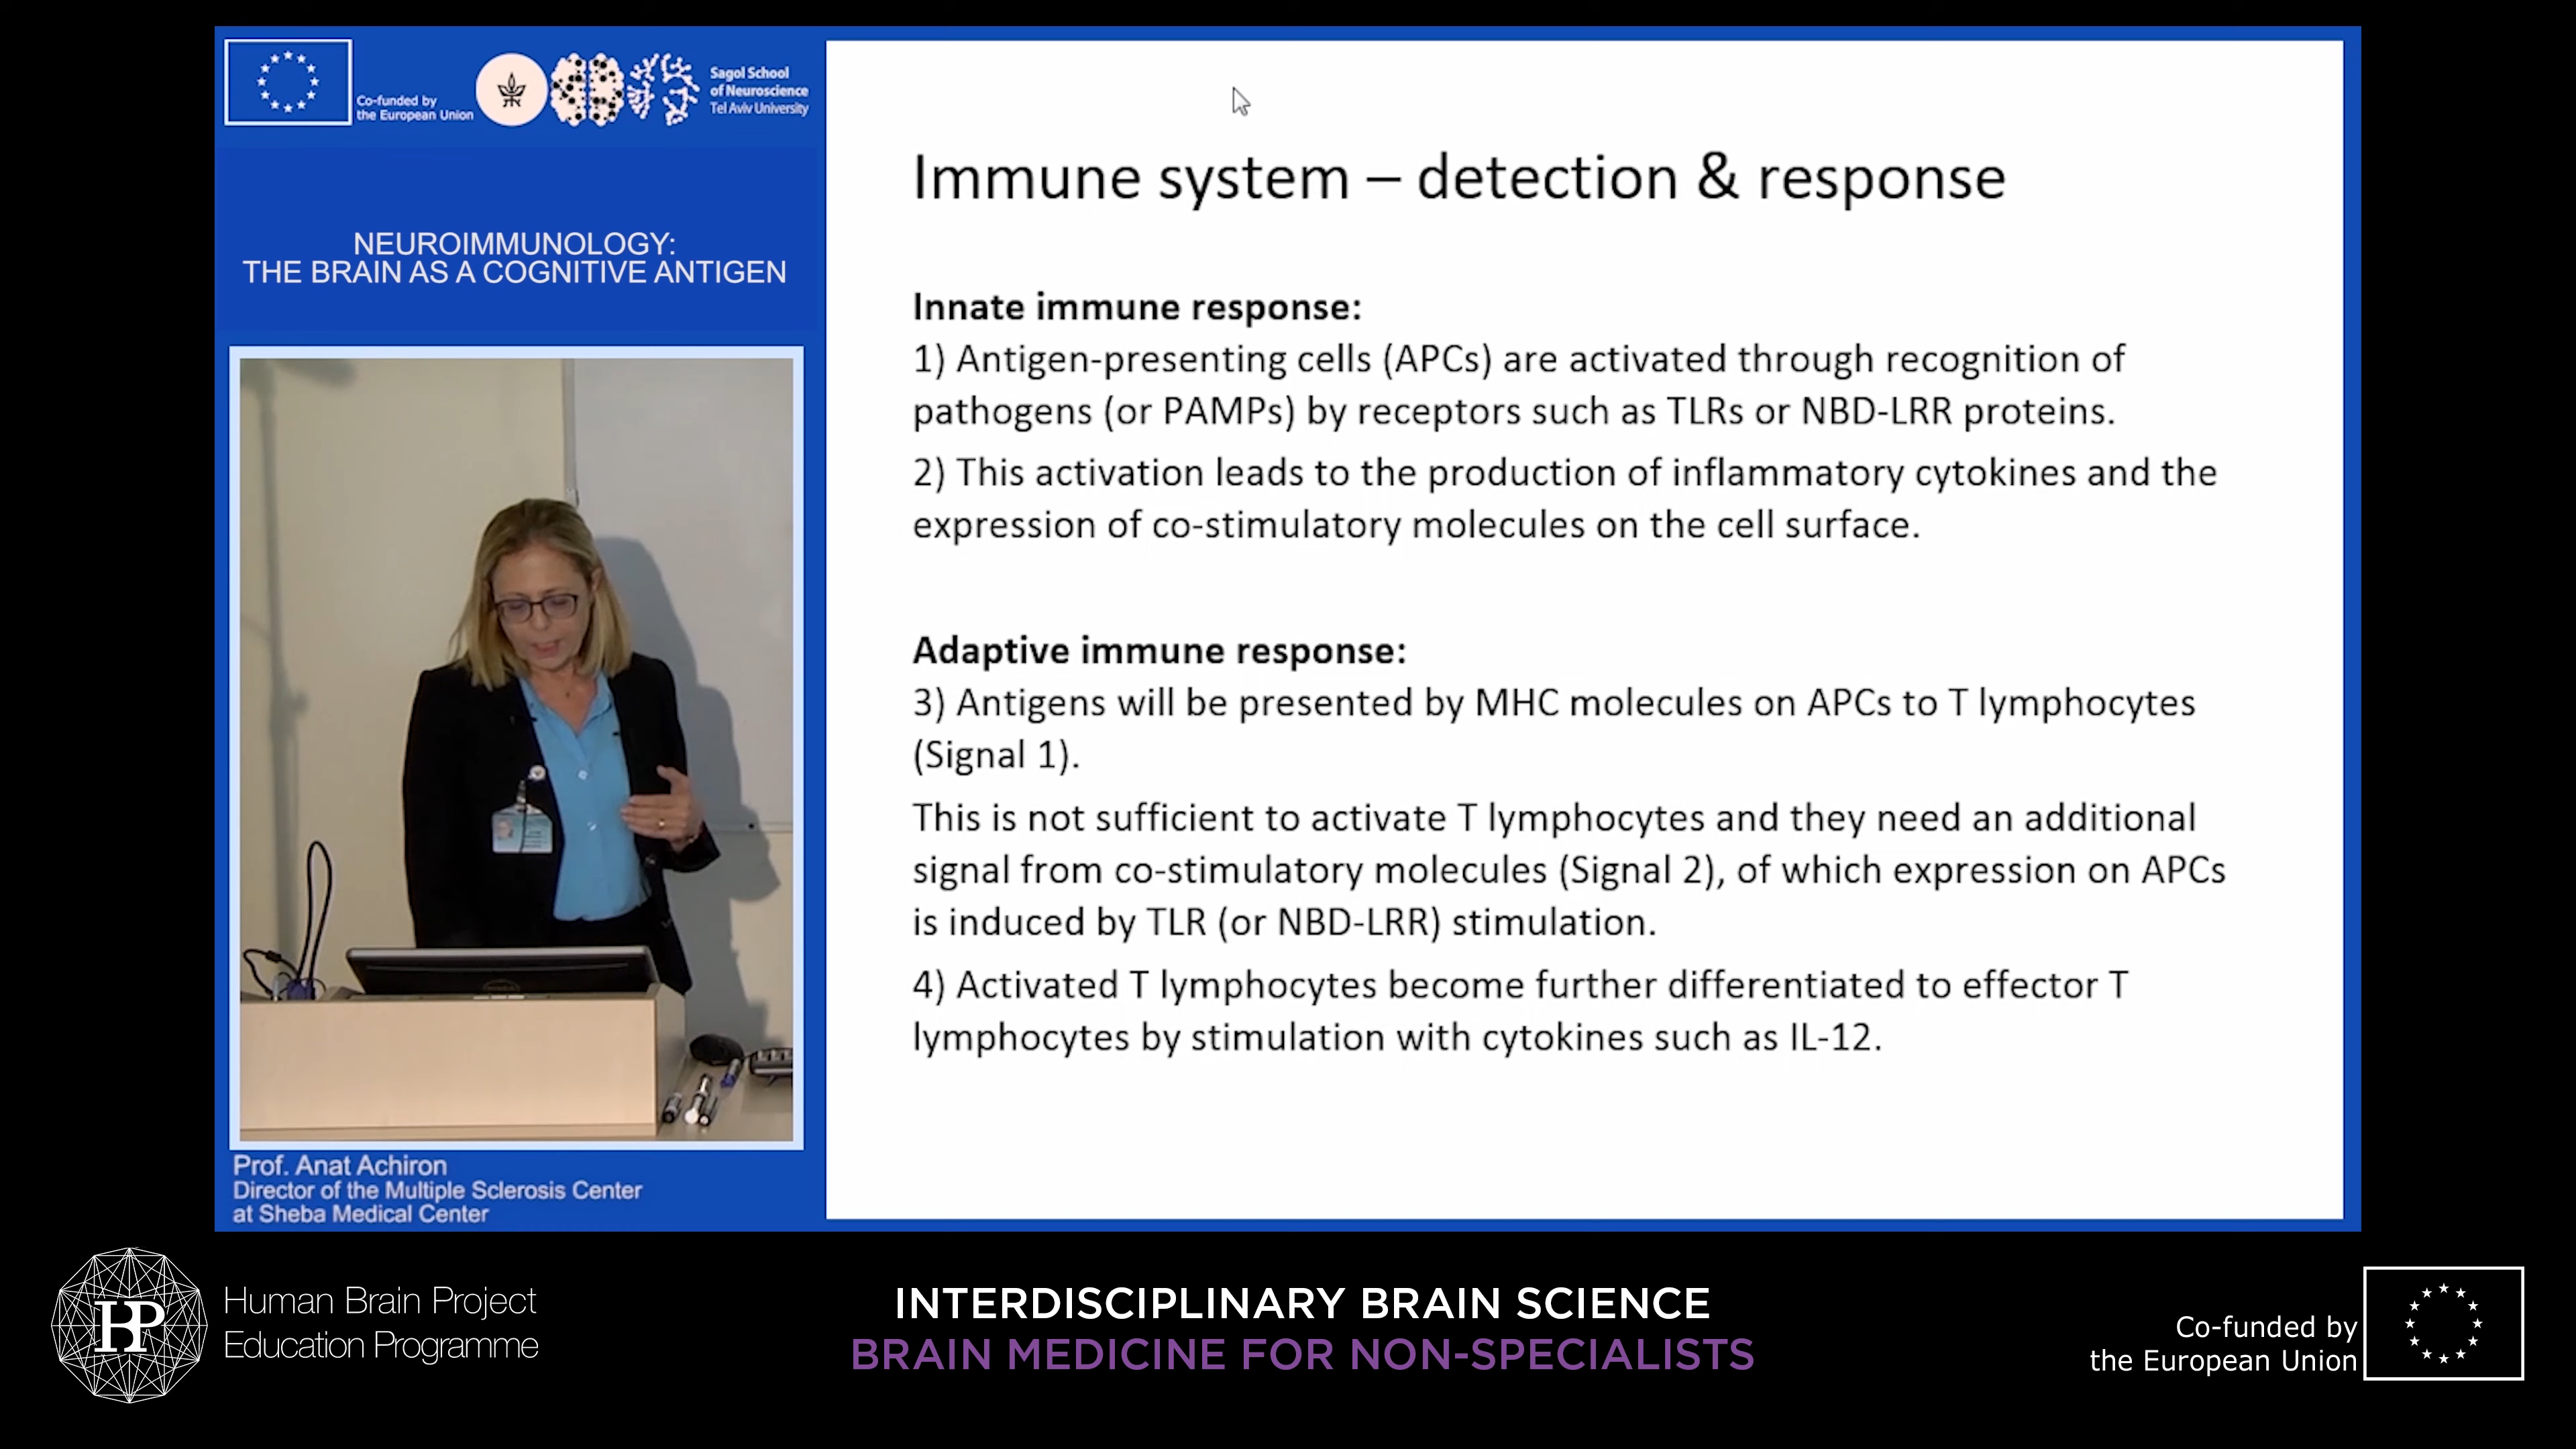 Co-funded by
the European Union
Sagol School
of Neuroscience
Tel Aviv University
NEUROIMMUNOLOGY:
THE BRAIN AS A COGNITIVE ANTIGEN
Prof. Anat Achiron
Director of the Multiple Sclerosis Center
at Sheba Medical Center
Immune system – detection & response
Innate immune response:
1) Antigen-presenting cells (APCs) are activated through recognition of
pathogens (or PAMPs) by receptors such as TLRs or NBD-LRR proteins.
2) This activation leads to the production of inflammatory cytokines and the
expression of co-stimulatory molecules on the cell surface.
Adaptive immune response:
3) Antigens will be presented by MHC molecules on APCs to T lymphocytes
(Signal 1).
This is not sufficient to activate T lymphocytes and they need an additional
signal from co-stimulatory molecules (Signal 2), of which expression on APCs
is induced by TLR (or NBD-LRR) stimulation.
4) Activated T lymphocytes become further differentiated to effector T
lymphocytes by stimulation with cytokines such as IL-12.
HP
Human Brain Project
Education Programme
INTERDISCIPLINARY BRAIN SCIENCE
BRAIN MEDICINE FOR NON-SPECIALISTS
Co-funded by
the European Union